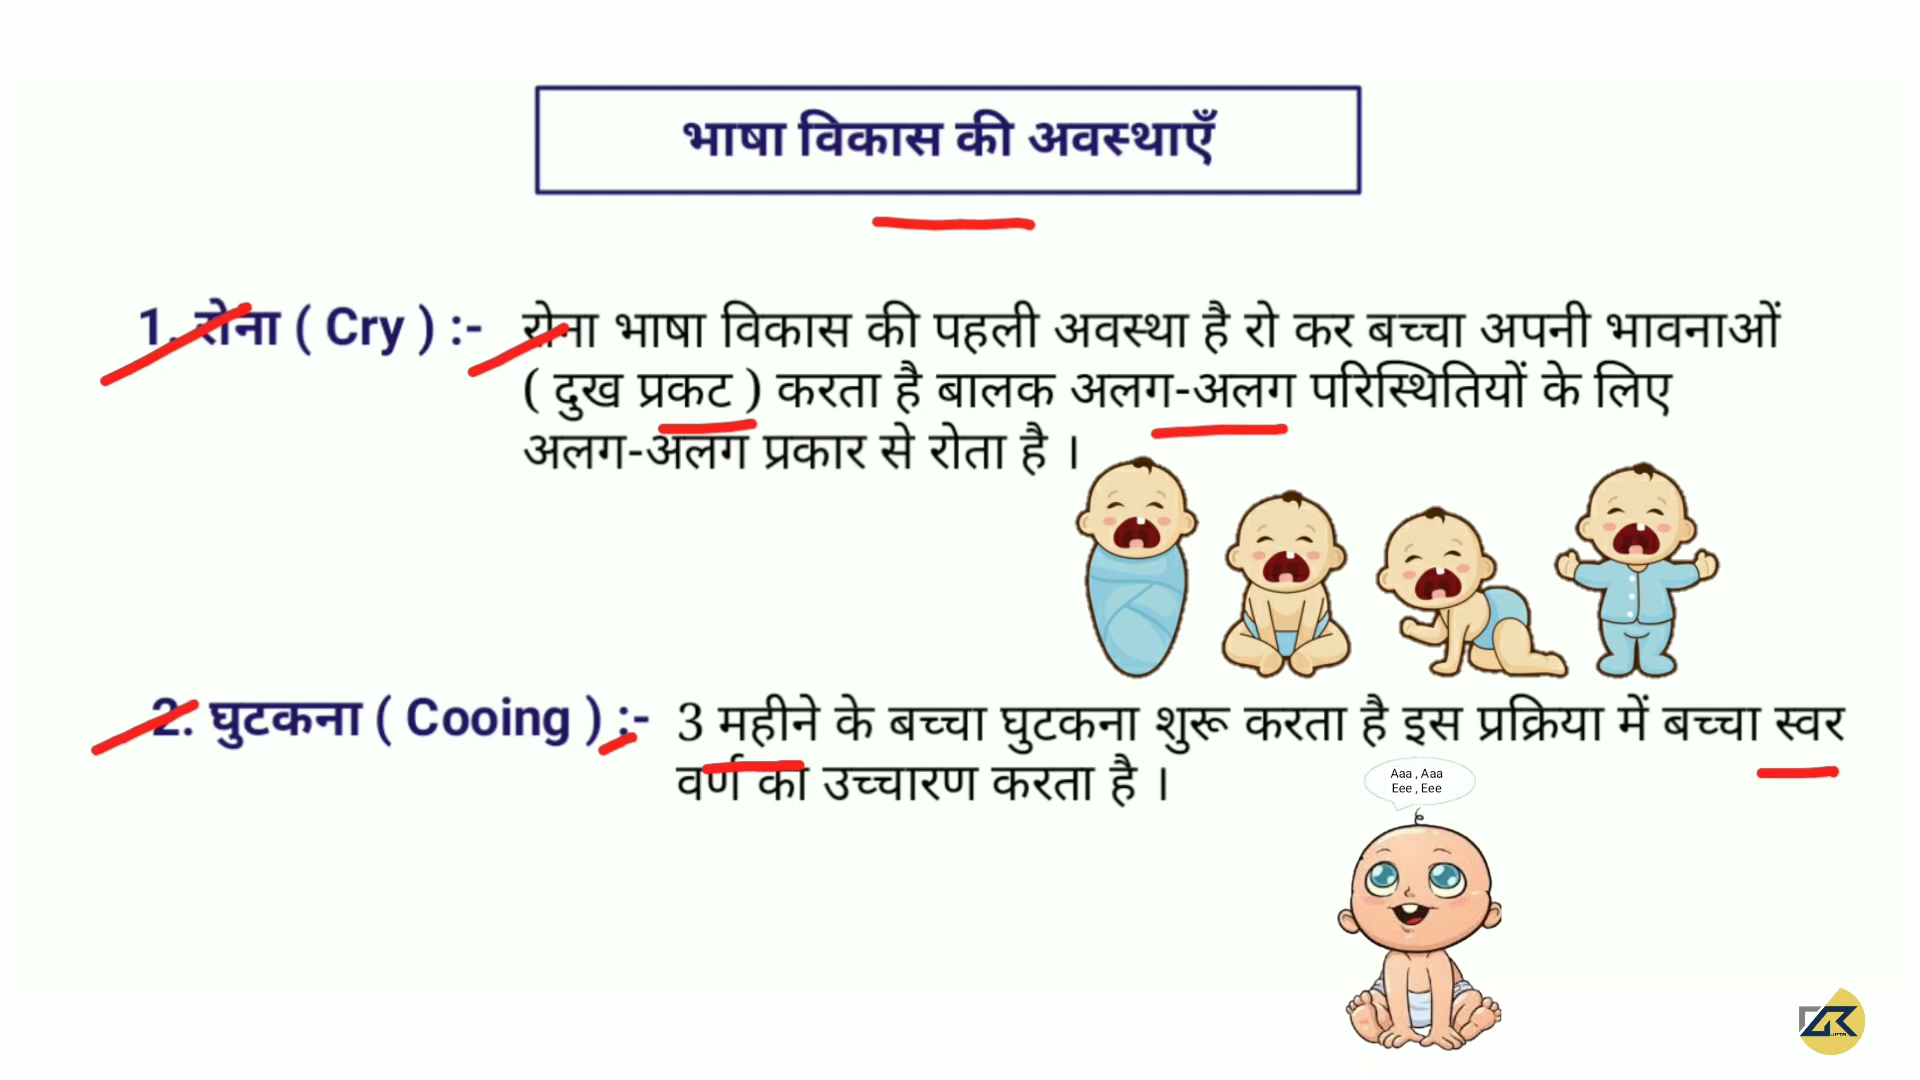 भाषा विकास की अवस्थाएँ
1. रोना ( Cry ) :- रोना भाषा विकास की पहली अवस्था है रो कर बच्चा अपनी भावनाओं
( दुख प्रकट ) करता है बालक अलग-अलग परिस्थितियों के लिए
अलग-अलग प्रकार से रोता है ।
2. घुटकना ( Cooing ) :- 3 महीने के बच्चा घुटकना शुरू करता है इस प्रक्रिया में बच्चा स्वर
वर्ण का उच्चारण करता है ।
Aaa , Aaa
Eee , Eee